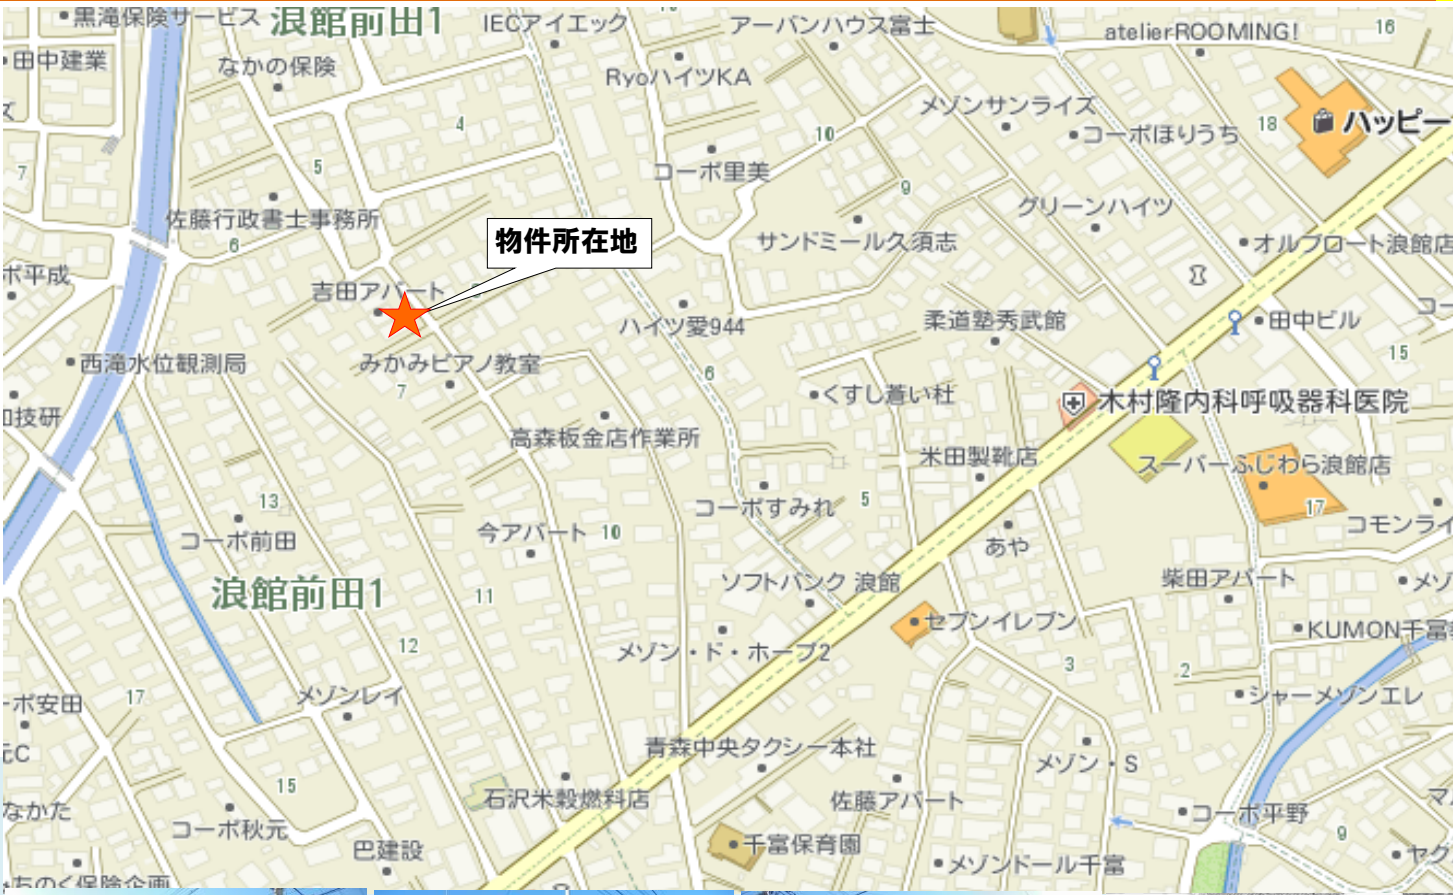 黒滝保険サービス
浪館前田1
IECアイエック
アーバンハウス富士
atelierROOMING!
16
田中建業
なかの保険
RyoハイツKA
メゾンサンライズ
コーポほりうち
18
ハッピー
4
10
5
7
コーポ里美
9
グリーンハイツ
佐藤行政書士事務所
6
物件所在地
サンドミール久須志
オルブロート浪館店
ポ平成
吉田アパート
ハイツ愛944
柔道塾秀武館
田中ビル
コー
15
西滝水位観測局
みかみピアノ教室
7
6
くすし蒼い杜
木村隆内科呼吸器科医院
技研
高森板金店作業所
米田製靴店
スーパーふじわら浪館店
13
コーポすみれ
5
17
コモンライ
コーポ前田
今アパート
10
あや
浪館前田1
11
ソフトバンク 浪館
柴田アパート
メゾ
セブンイレブン
KUMON千富
12
メゾン・ド・ホープ2
3
2
ーポ安田
17
メゾンレイ
シャーメゾンエレ
C
青森中央タクシー本社
メゾン・S
15
石沢米穀燃料店
佐藤アパート
なかた
コーポ秋元
コーポ平野
マ
9
巴建設
千富保育園
メゾンドール千富
ヤク
ちのく保険企画